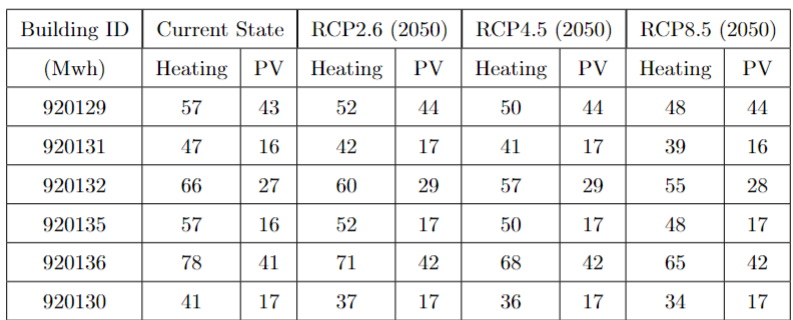 Building ID Current State RCP2.6 (2050) RCP4.5 (2050) RCP8.5 (2050)
(Mwh) Heating PV Heating PV Heating PV Heating PV
920129 57 43 52 44 50 44 48 44
920131 47 16 42 17 41 17 39 16
920132 66 27 60 29 57 29 55 28
920135 57 16 52 17 50 17 48 17
920136 78 41 71 42 68 42 65 42
920130 41 17 37 17 36 17 34 17